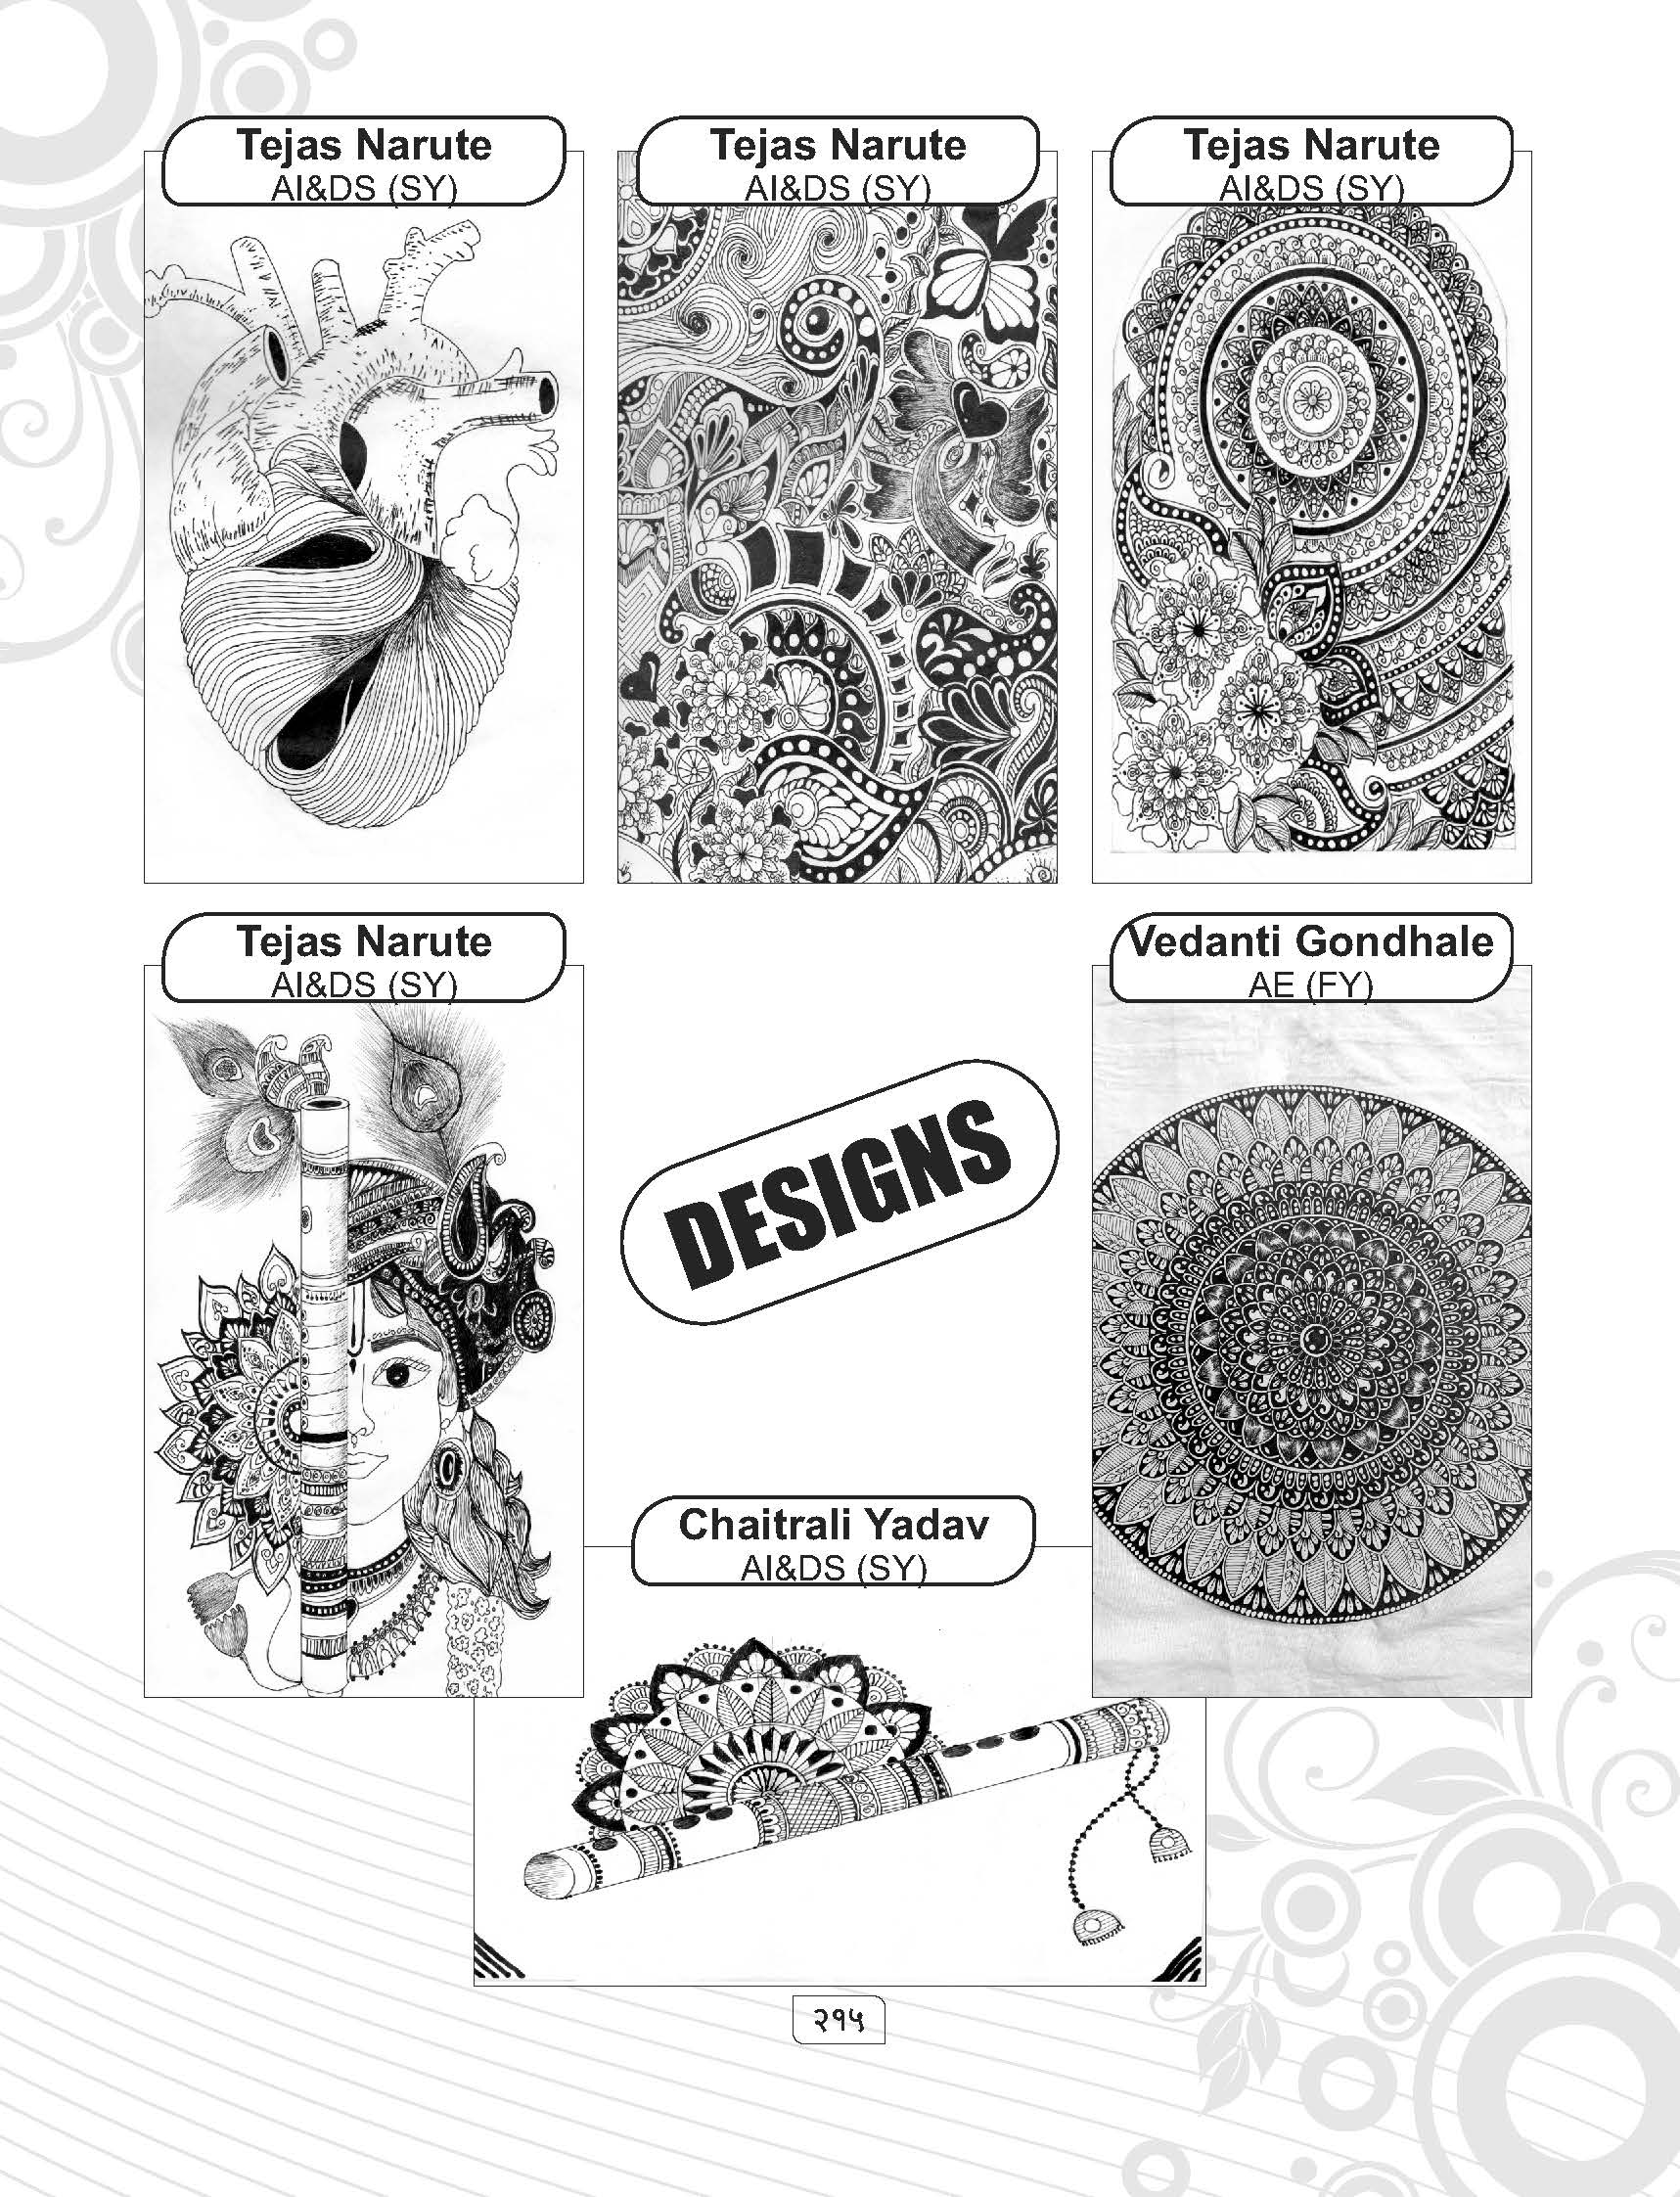 Tejas Narute
AI&DS (SY)
Tejas Narute
AI&DS (SY)
Tejas Narute
AI&DS (SY)
Tejas Narute
AI&DS (SY)
DESIGNS
Vedanti Gondhale
AE (FY)
Chaitrali Yadav
AI&DS (SY)
२१५